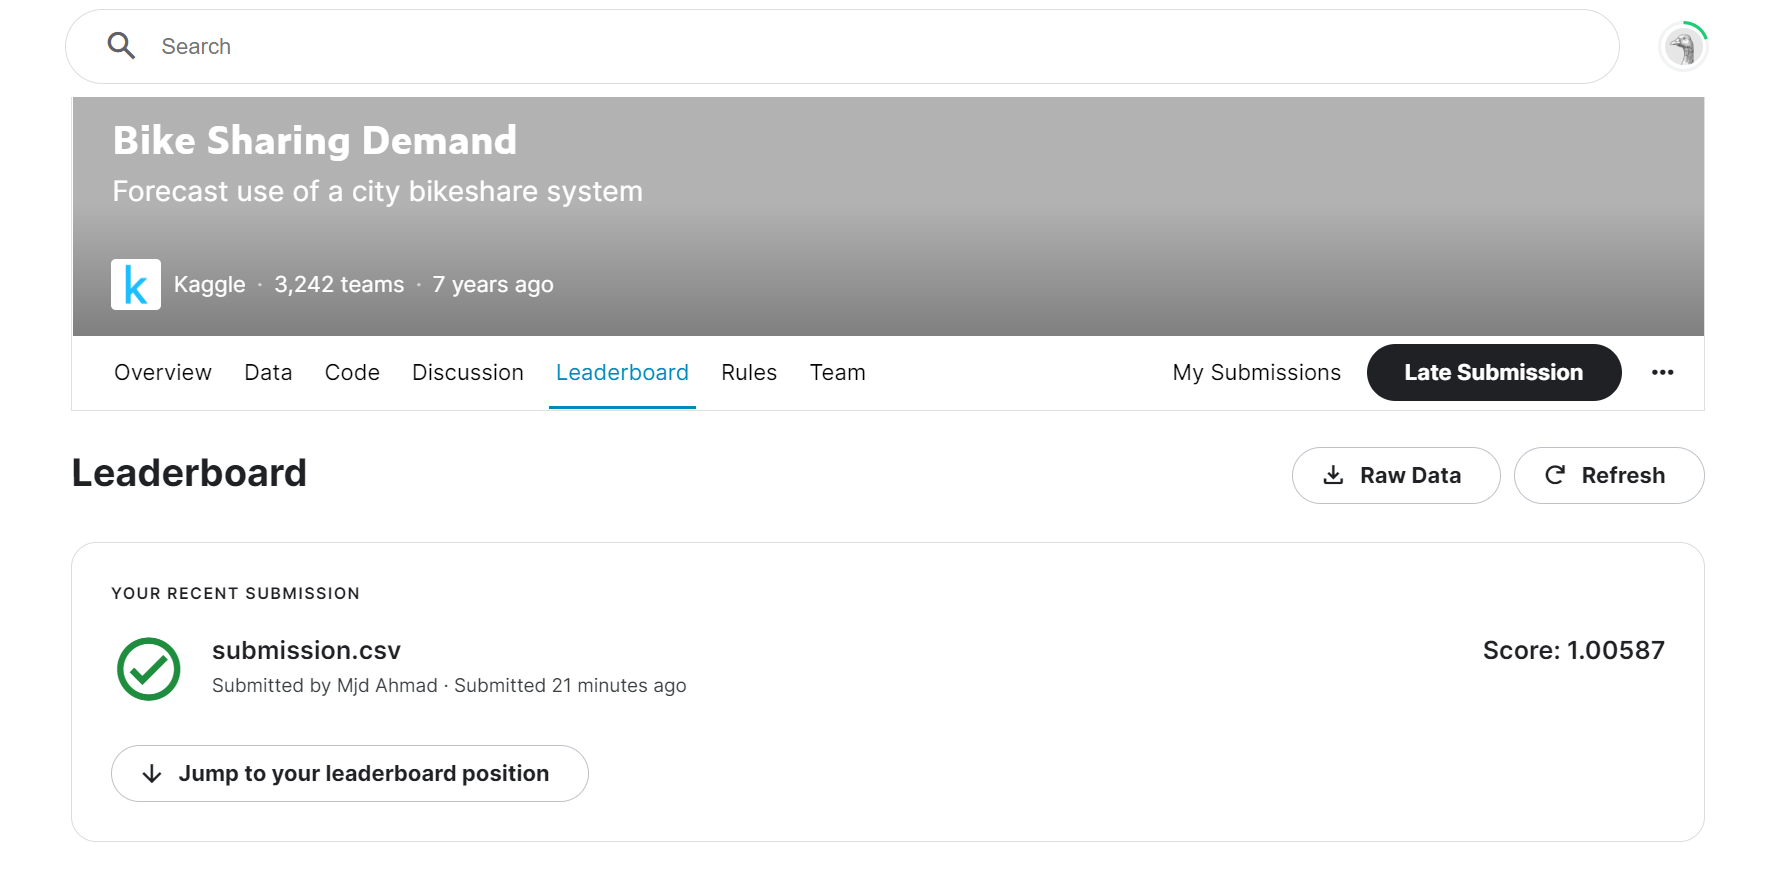 Search
Bike Sharing Demand
Forecast use of a city bikeshare system
k Kaggle · 3,242 teams · 7 years ago
Overview Data Code Discussion Leaderboard Rules Team My Submissions Late Submission •••
Leaderboard Raw Data Refresh
YOUR RECENT SUBMISSION
submission.csv Score: 1.00587
Submitted by Mjd Ahmad · Submitted 21 minutes ago
Jump to your leaderboard position